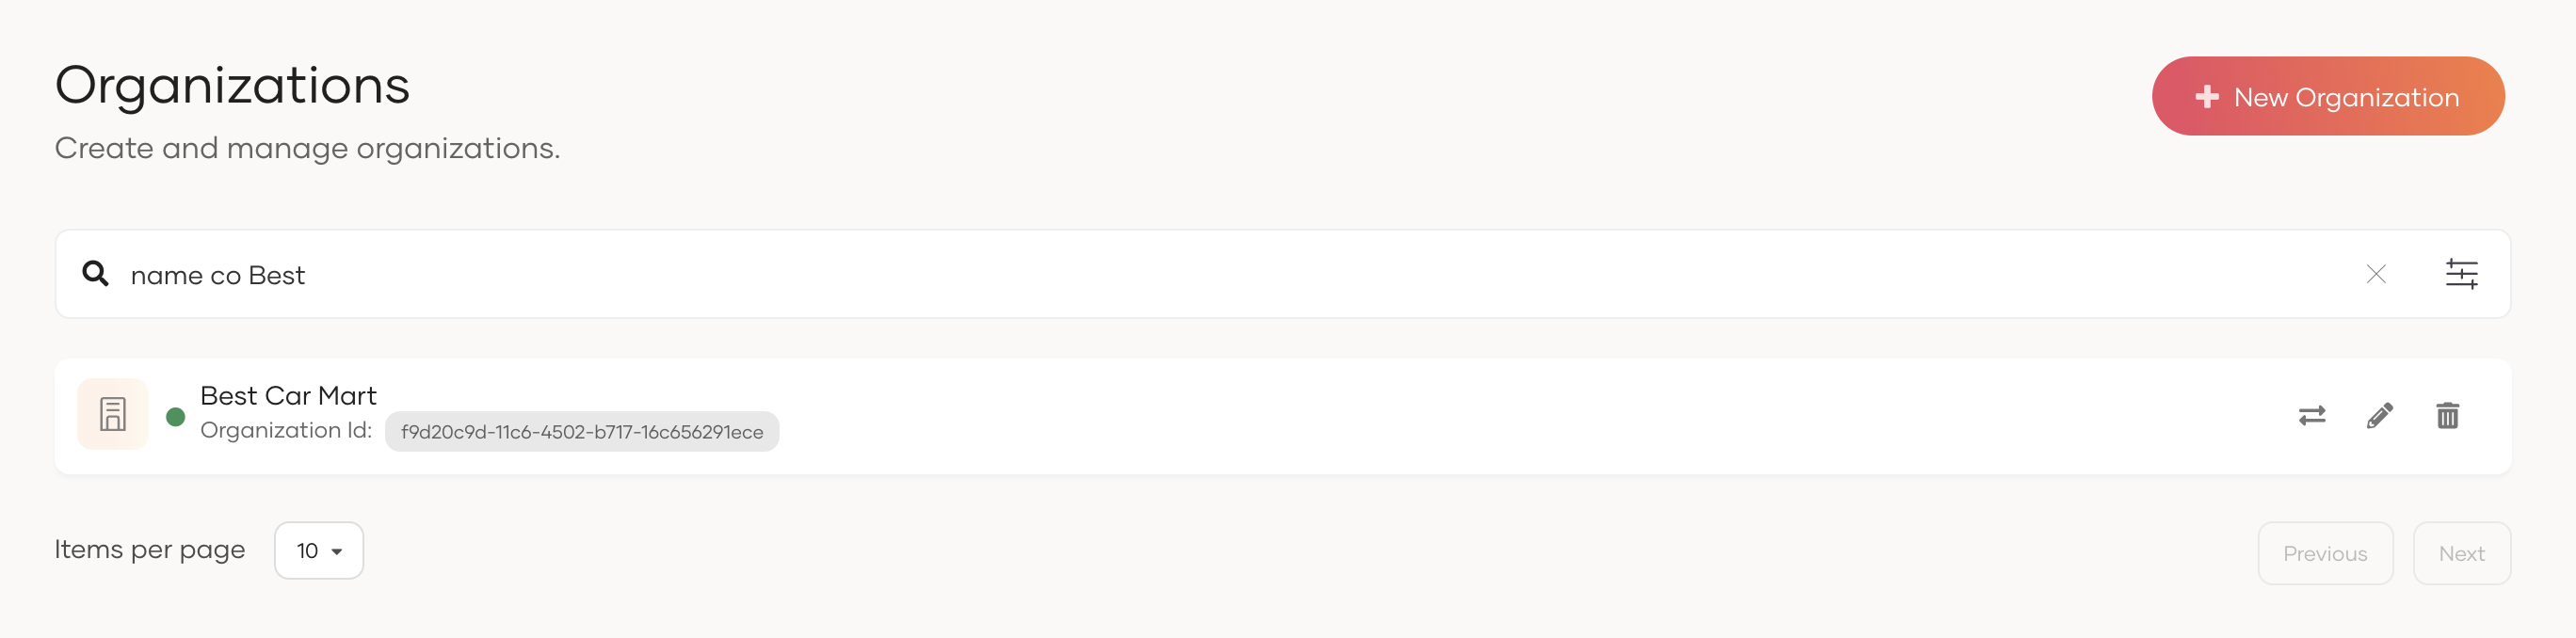 Organizations
Create and manage organizations.
New Organization
name co Best
Best Car Mart
Organization Id: f9d20c9d-11c6-4502-b717-16c656291ece
Items per page 10
Previous Next